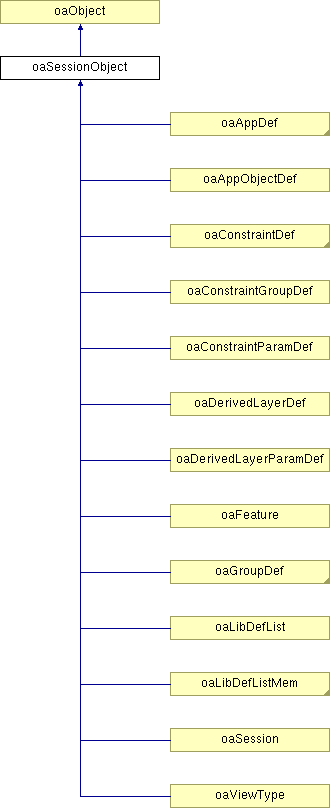 oaObject
oaSessionObject
oaAppDef
oaAppObjectDef
oaConstraintDef
oaConstraintGroupDef
oaConstraintParamDef
oaDerivedLayerDef
oaDerivedLayerParamDef
oaFeature
oaGroupDef
oaLibDefList
oaLibDefListMem
oaSession
oaViewType